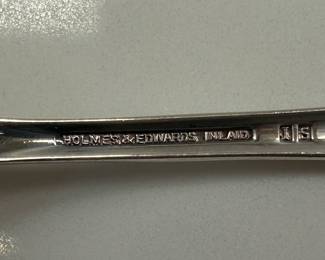 HOLMES & EDWARDS INLAID IS